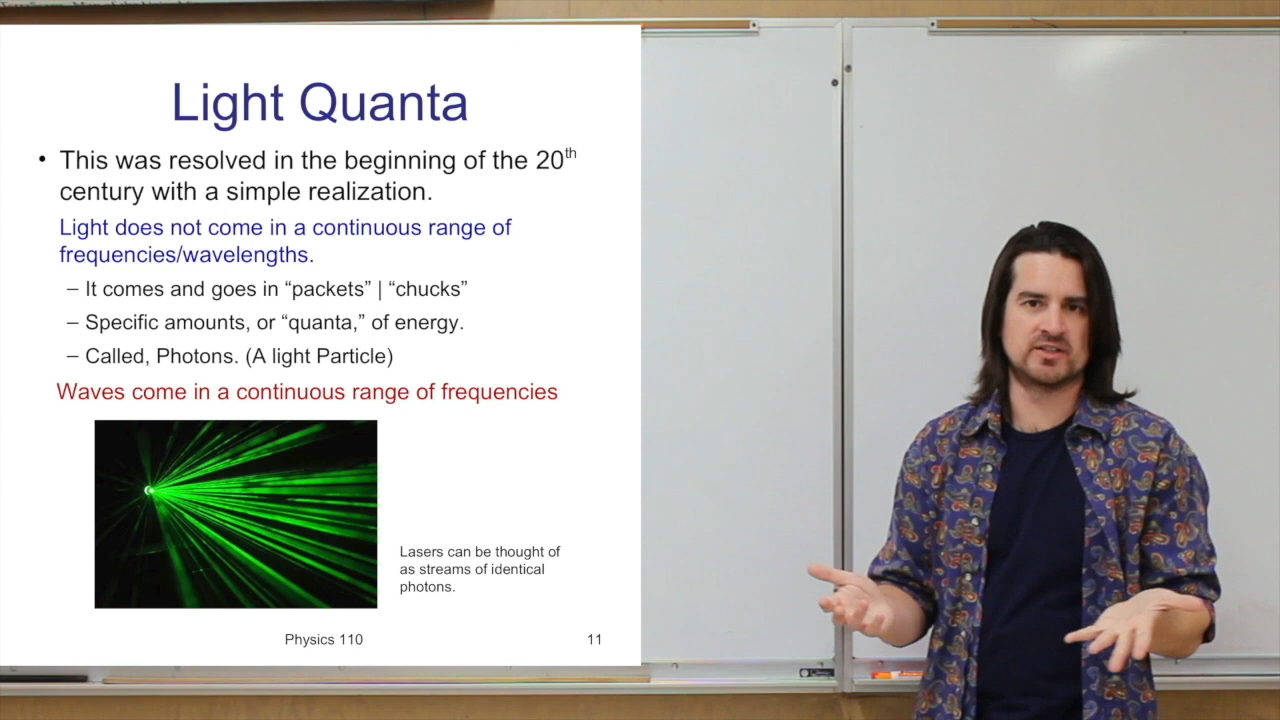 Light Quanta
• This was resolved in the beginning of the 20th
century with a simple realization.
Light does not come in a continuous range of
frequencies/wavelengths.
– It comes and goes in “packets” | “chucks”
– Specific amounts, or “quanta,” of energy.
– Called, Photons. (A light Particle)
Waves come in a continuous range of frequencies
Lasers can be thought of
as streams of identical
photons.
Physics 110
11